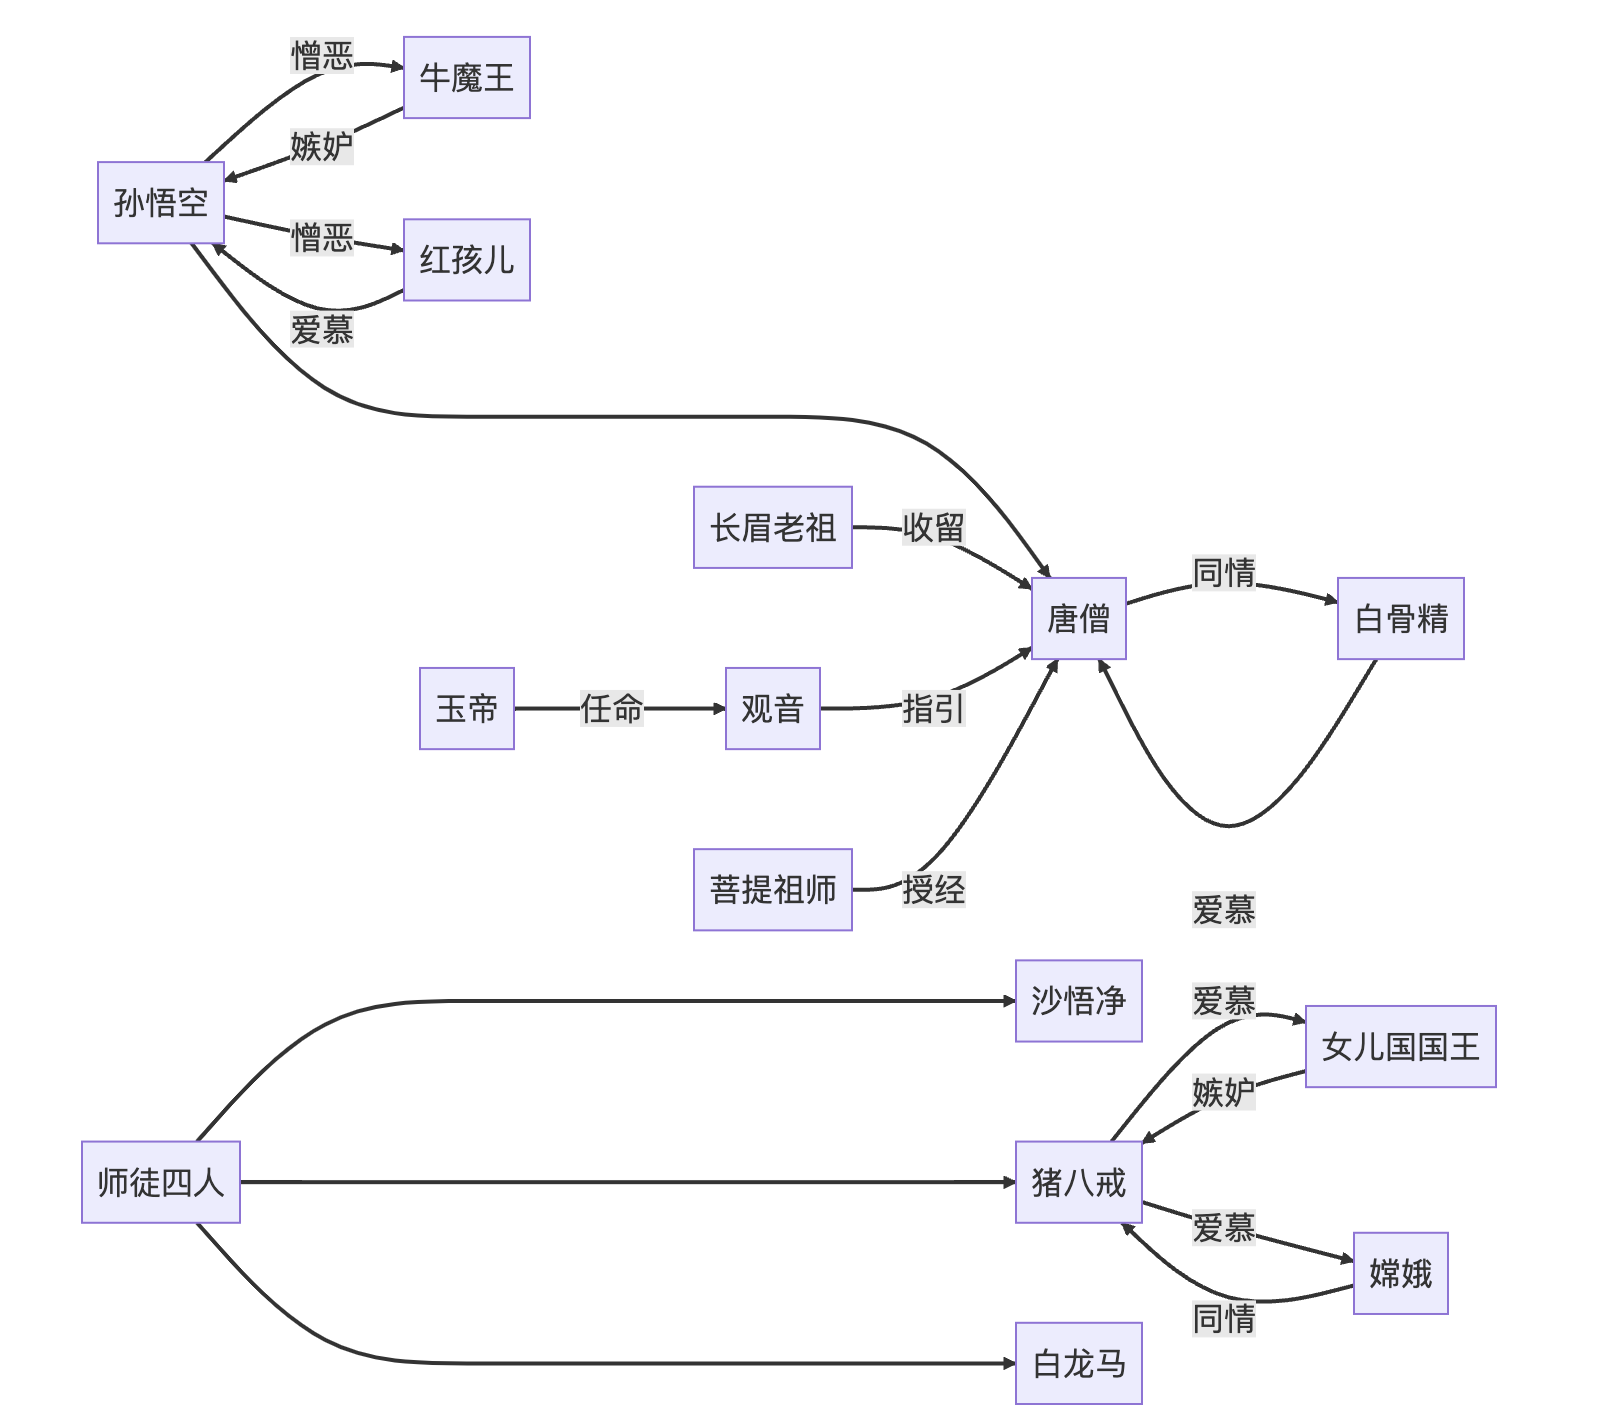 憎恶
牛魔王
嫉妒
孙悟空
憎恶
红孩儿
爱慕
长眉老祖
收留
同情
唐僧
白骨精
玉帝
任命
观音
指引
菩提祖师
授经
爱慕
沙悟净
爱慕
女儿国国王
嫉妒
师徒四人
猪八戒
爱慕
嫦娥
同情
白龙马